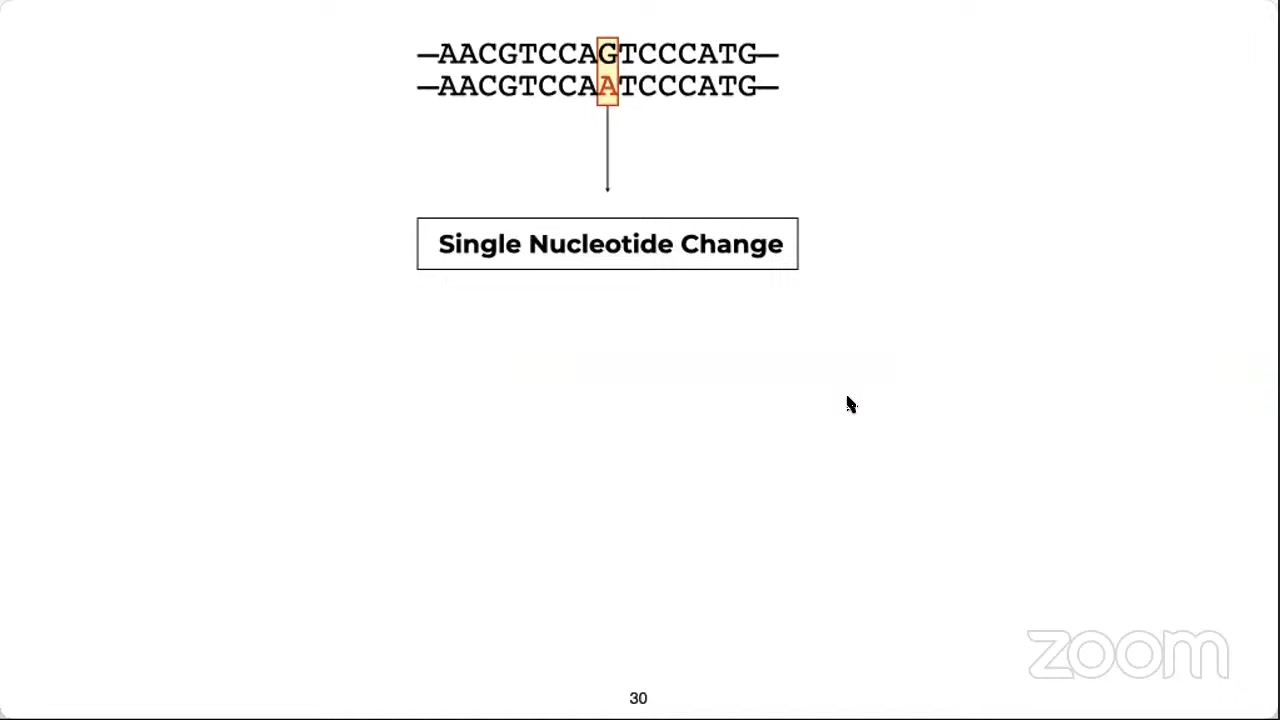 —AACGTCCAGTCCCATG—
—AACGTCCAATCCCATG—
Single Nucleotide Change
zoom
30